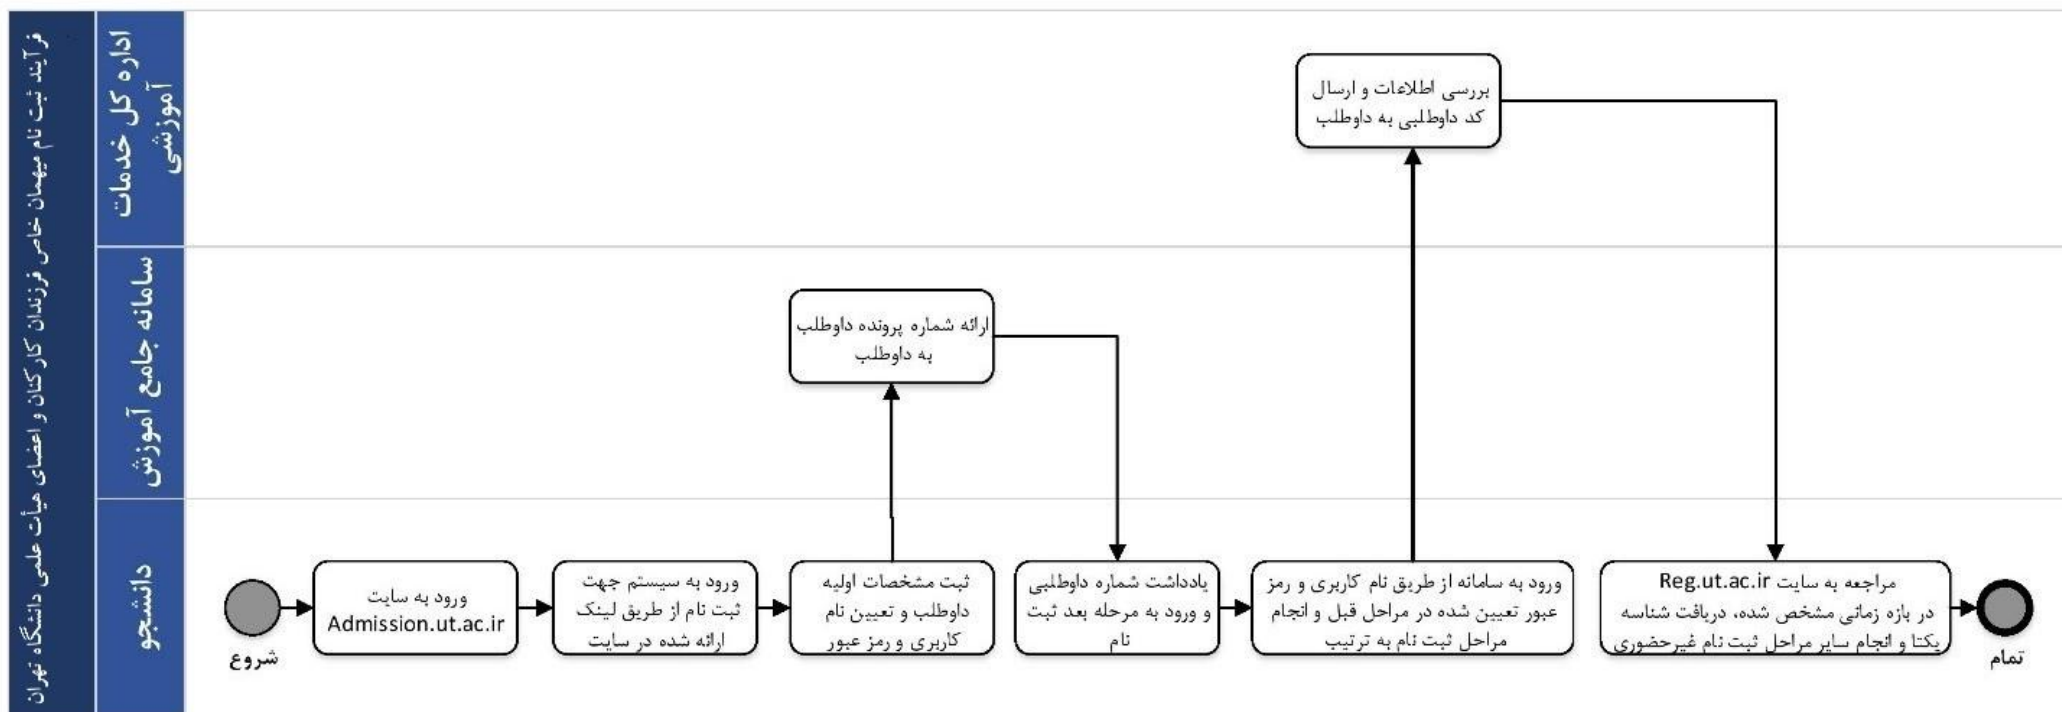 فرآیند ثبت نام میهمان خاص فرزندان کارکنان و اعضای هیأت علمی دانشگاه تهران
اداره کل خدمات
آموزشی
بررسی اطلاعات و ارسال
کد داوطلبی به داوطلب
سامانه جامع آموزش
ارائه شماره پرونده داوطلب
به داوطلب
دانشجو
شروع
ورود به سایت
Admission.ut.ac.ir
ورود به سیستم جهت
ثبت نام از طریق لینک
ارائه شده در سایت
ثبت مشخصات اولیه
داوطلب و تعیین نام
کاربری و رمز عبور
یادداشت شماره داوطلبی
و ورود به مرحله بعد ثبت
نام
ورود به سامانه از طریق نام کاربری و رمز
عبور تعیین شده در مراحل قبل و انجام
مراحل ثبت نام به ترتیب
مراجعه به سایت Reg.ut.ac.ir
در بازه زمانی مشخص شده، دریافت شناسه
یکتا و انجام سایر مراحل ثبت نام غیرحضوری
تمام